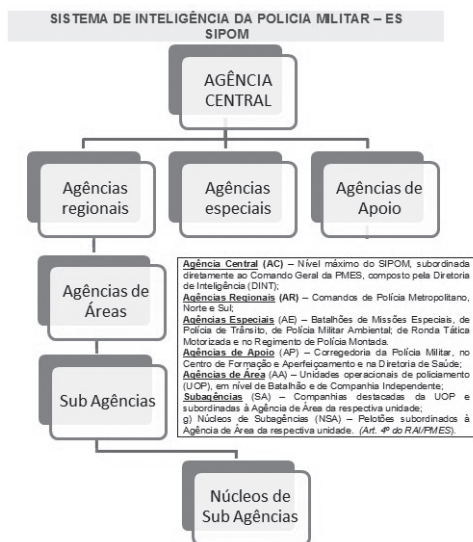 SISTEMA DE INTELIGÊNCIA DA POLICIA MILITAR – ES
SIPOM
AGÊNCIA
CENTRAL
Agências
regionais
Agências
especiais
Agências de
Apoio
Agências de
Áreas
Sub Agências
Núcleos de
Sub Agências
Agência Central (AC) – Nível máximo do SIPOM, subordinada
diretamente ao Comando Geral da PMES, composto pela Diretoria
de Inteligência (DINT);
Agências Regionais (AR) – Comandos de Polícia Metropolitano,
Norte e Sul;
Agências Especiais (AE) – Batalhões de Missões Especiais, de
Polícia de Trânsito, de Polícia Militar Ambiental; de Ronda Tática
Motorizada e no Regimento de Polícia Montada.
Agências de Apoio (AP) – Corregedoria da Polícia Militar, no
Centro de Formação e Aperfeiçoamento e na Diretoria de Saúde;
Agências de Área (AA) – Unidades operacionais de policiamento
(UOP), em nível de Batalhão e de Companhia Independente;
Subagências (SA) – Companhias destacadas da UOP e
subordinadas à Agência de Área da respectiva unidade;
g) Núcleos de Subagências (NSA) – Pelotões subordinados à
Agência de Área da respectiva unidade. (Art. 4º do RAI/PMES).